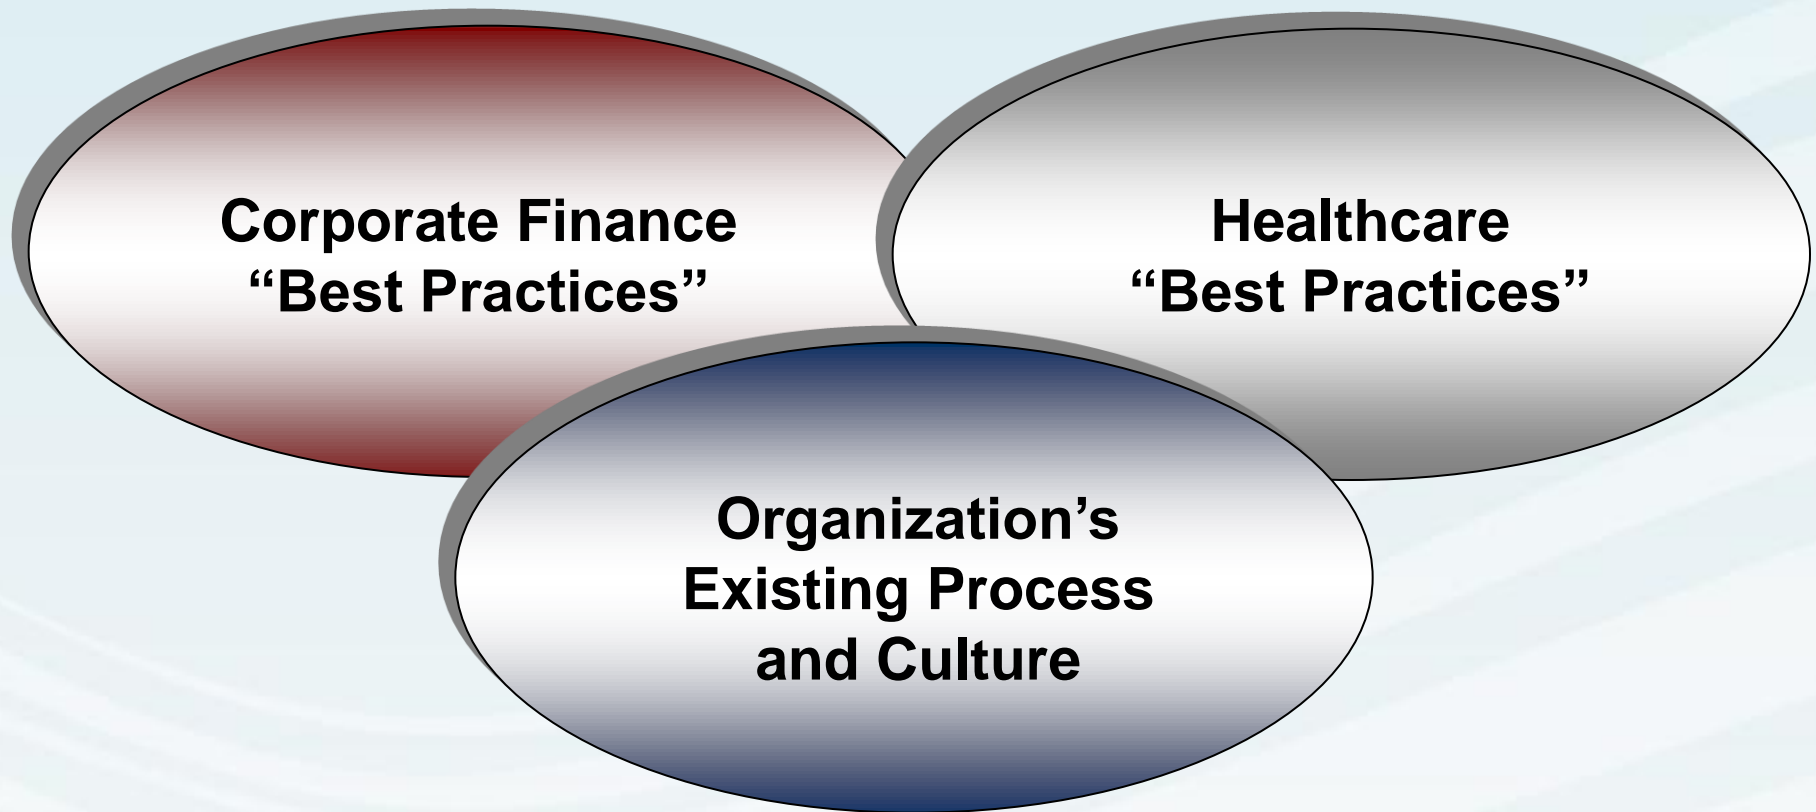 Corporate Finance
“Best Practices”
Healthcare
“Best Practices”
Organization’s
Existing Process
and Culture